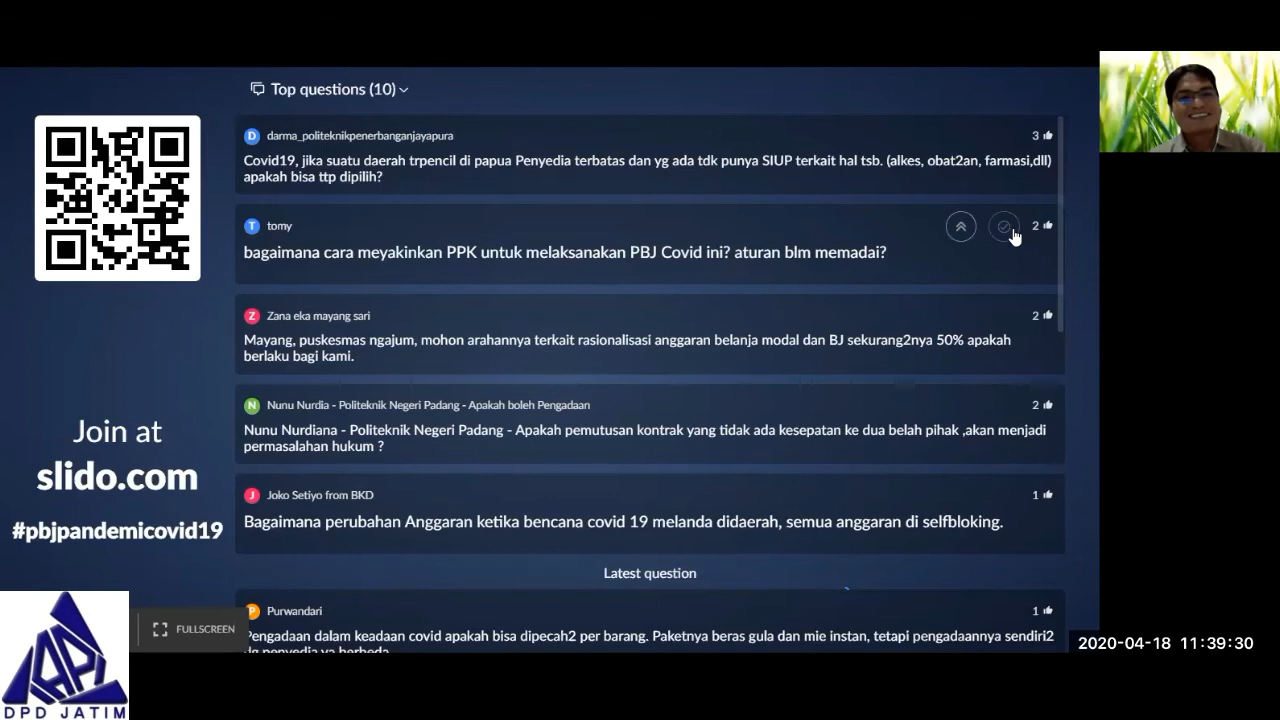 Top questions (10)
D darma_politeknikpenerbanganjayapura 3
Covid19, jika suatu daerah trpencil di papua Penyedia terbatas dan yg ada tdk punya SIUP terkait hal tsb. (alkes, obat2an, farmasi,dll)
apakah bisa ttp dipilih?
T tomy 2
bagaimana cara meyakinkan PPK untuk melaksanakan PBJ Covid ini? aturan blm memadai?
Z Zana eka mayang sari 2
Mayang, puskesmas ngajum, mohon arahannya terkait rasionalisasi anggaran belanja modal dan BJ sekurang2nya 50% apakah
berlaku bagi kami.
N Nunu Nurdia - Politeknik Negeri Padang - Apakah boleh Pengadaan 2
Nunu Nurdiana - Politeknik Negeri Padang - Apakah pemutusan kontrak yang tidak ada kesepatan ke dua belah pihak ,akan menjadi
permasalahan hukum ?
J Joko Setiyo from BKD 1
Bagaimana perubahan Anggaran ketika bencana covid 19 melanda didaerah, semua anggaran di selfbloking.
Latest question
P Purwandari 1
Pengadaan dalam keadaan covid apakah bisa dipecah2 per barang. Paketnya beras gula dan mie instan, tetapi pengadaannya sendiri2
dg penyedia yg berbeda
Join at
slido.com
#pbjpandemicovid19
FULLSCREEN
IAPI
DPD JATIM
2020-04-18 11:39:30